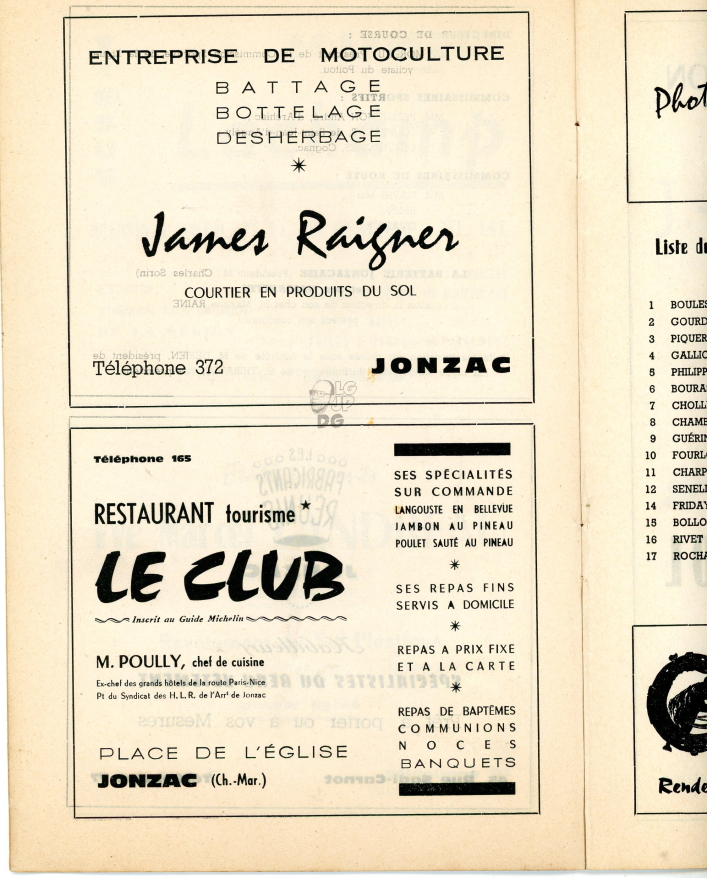 ENTREPRISE DE MOTOCULTURE
BATTAGE
BOTTELAGE
DESHERBAGE
James Raigner
COURTIER EN PRODUITS DU SOL
Téléphone 372
JONZAC
LG
JP
DG
Téléphone 165
RESTAURANT tourisme *
LE CLUB
Inscrit au Guide Michelin
M. POULLY, chef de cuisine
Ex-chef des grands hôtels de la route Paris-Nice
Pt du Syndicat des H. L. R. de l'Arrt de Jonzac
PLACE DE L'ÉGLISE
JONZAC (Ch.-Mar.)
SES SPÉCIALITÉS
SUR COMMANDE
LANGOUSTE EN BELLEVUE
JAMBON AU PINEAU
POULET SAUTÉ AU PINEAU
SES REPAS FINS
SERVIS A DOMICILE
REPAS A PRIX FIXE
ET A LA CARTE
REPAS DE BAPTÊMES
COMMUNIONS
NOCES
BANQUETS
Phot
Liste du
1 BOULES
2 GOURD
3 PIQUER
4 GALLIC
5 PHILIPP
6 BOURA
7 CHOLL
8 CHAMB
9 GUÉRIN
10 FOURL
11 CHARP
12 SENELI
14 FRIDAY
15 BOLLO
16 RIVET
17 ROCHA
Rende